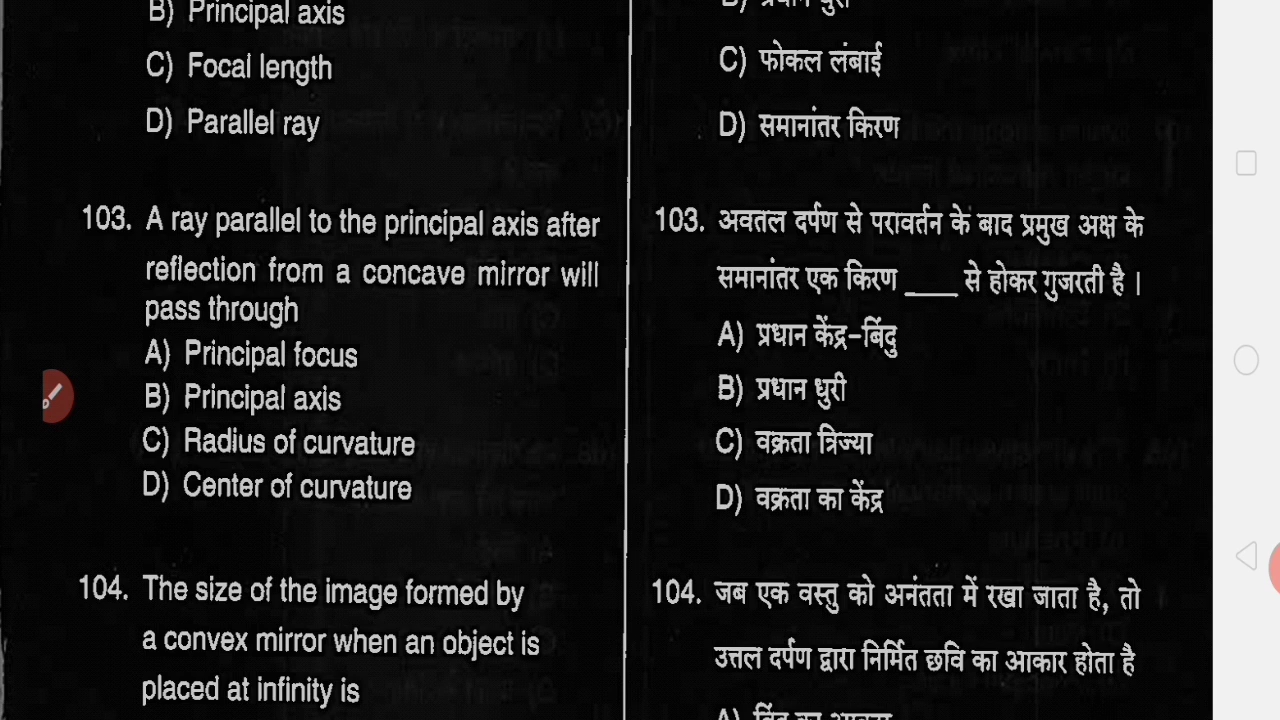 B) Principal axis
C) Focal length
D) Parallel ray
103. A ray parallel to the principal axis after
reflection from a concave mirror will
pass through
A) Principal focus
B) Principal axis
C) Radius of curvature
D) Center of curvature
104. The size of the image formed by
a convex mirror when an object is
placed at infinity is
C) फोकल लंबाई
D) समानांतर किरण
103. अवतल दर्पण से परावर्तन के बाद प्रमुख अक्ष के
समानांतर एक किरण ____ से होकर गुजरती है ।
A) प्रधान केंद्र-बिंदु
B) प्रधान धुरी
C) वक्रता त्रिज्या
D) वक्रता का केंद्र
104. जब एक वस्तु को अनंतता में रखा जाता है, तो
उत्तल दर्पण द्वारा निर्मित छवि का आकार होता है